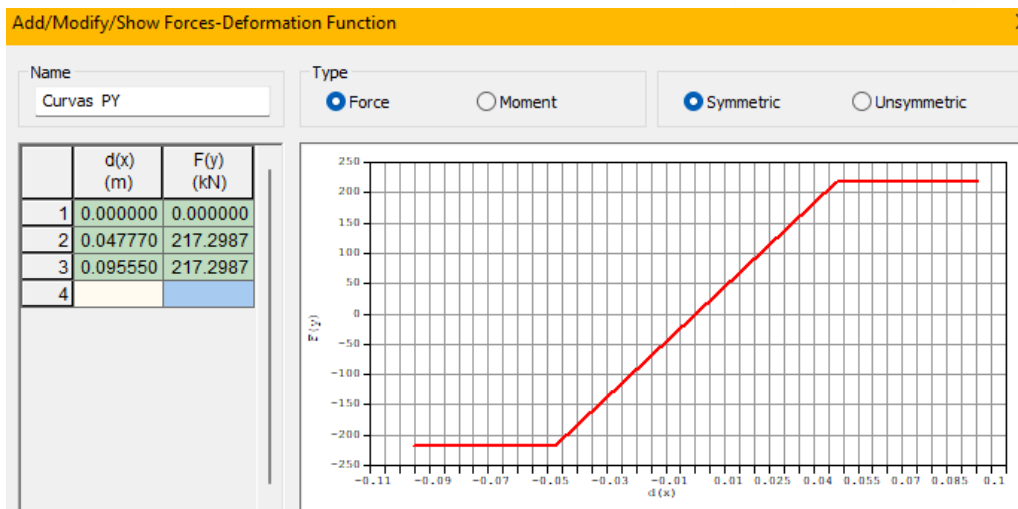 Add/Modify/Show Forces-Deformation Function
Name
Curvas PY
Type
Force Moment
Symmetric Unsymmetric
d(x) (m) F(y) (kN)
1 0.000000 0.000000
2 0.047770 217.2987
3 0.095550 217.2987
4
250
200
150
100
50
0
-50
-100
-150
-200
-250
F(y)
-0.11 -0.09 -0.07 -0.05 -0.03 -0.01 0.01 0.025 0.04 0.055 0.07 0.085 0.1
d(x)